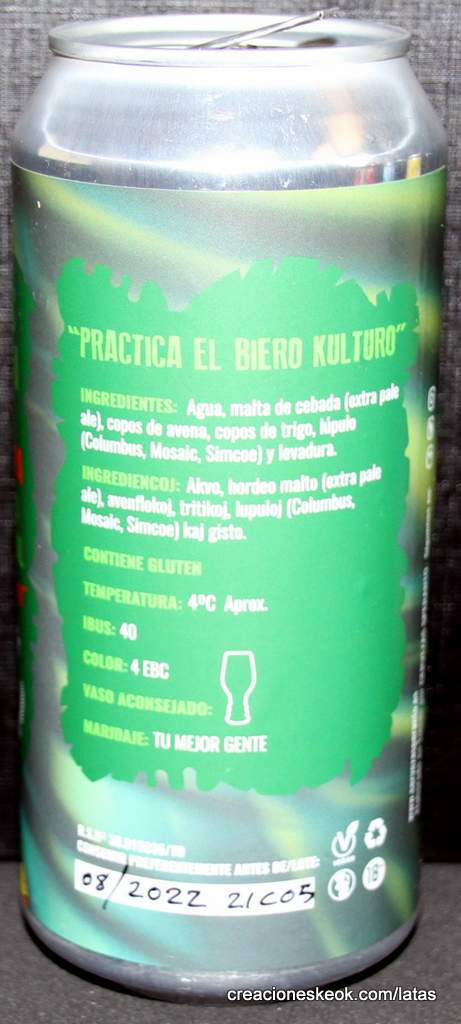 "PRACTICA EL BIERO KULTURO"
INGREDIENTES: Agua, malta de cebada (extra pale
ale), copos de avena, copos de trigo, lúpulo
(Columbus, Mosaic, Simcoe) y levadura.
INGREDIENCOJ: Akvo, hordeo malto (extra pale
ale), avenflokoj, tritikoj, lupuloj (Columbus,
Mosaic, Simcoe) kaj gisto.
CONTIENE GLUTEN
TEMPERATURA: 4ºC Aprox.
IBUS: 40
COLOR: 4 EBC
VASO ACONSEJADO:
MARIDAJE: TU MEJOR GENTE
CONSUMO PREFERENTEMENTE ANTES DE/LOTE:
08/2022 21C05
VEGAN
18
creacioneskeok.com/latas